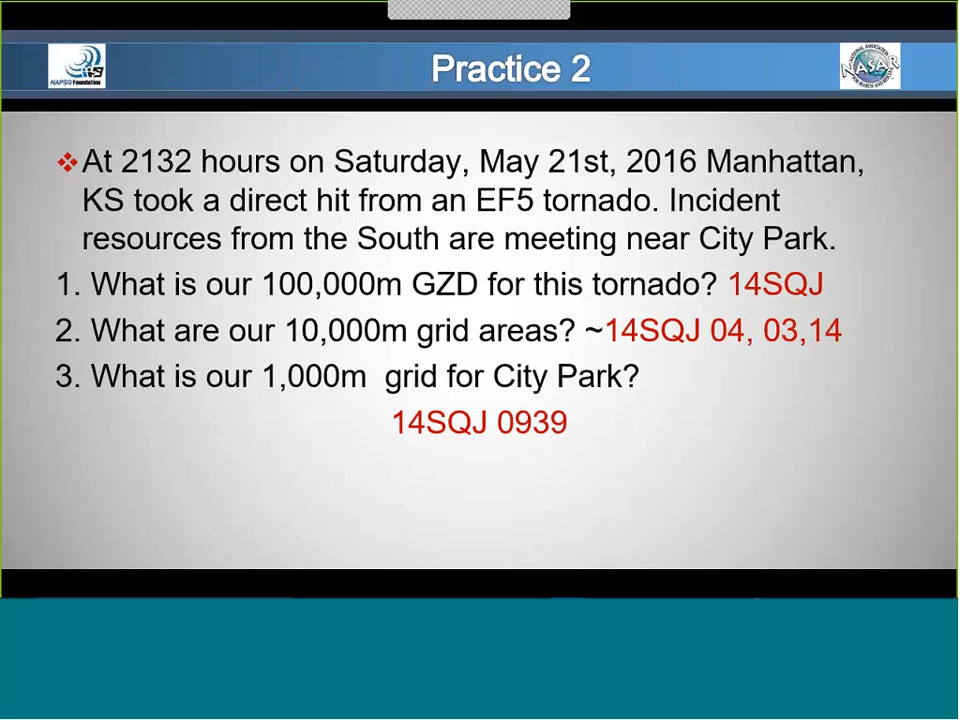 Practice 2
NAPSG Foundation
NASAR
At 2132 hours on Saturday, May 21st, 2016 Manhattan,
KS took a direct hit from an EF5 tornado. Incident
resources from the South are meeting near City Park.
1. What is our 100,000m GZD for this tornado? 14SQJ
2. What are our 10,000m grid areas? ~14SQJ 04, 03,14
3. What is our 1,000m  grid for City Park?
14SQJ 0939